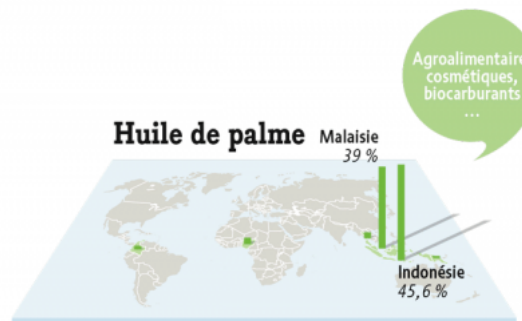 Agroalimentaire
cosmétiques,
biocarburants
...
Huile de palme
Malaisie
39 %
Indonésie
45,6 %